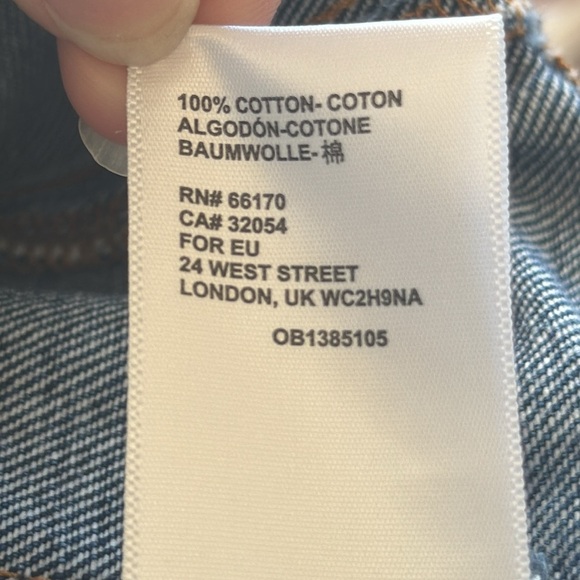 100% COTTON- COTON
ALGODÓN-COTONE
BAUMWOLLE-棉
RN# 66170
CA# 32054
FOR EU
24 WEST STREET
LONDON, UK WC2H9NA
OB1385105